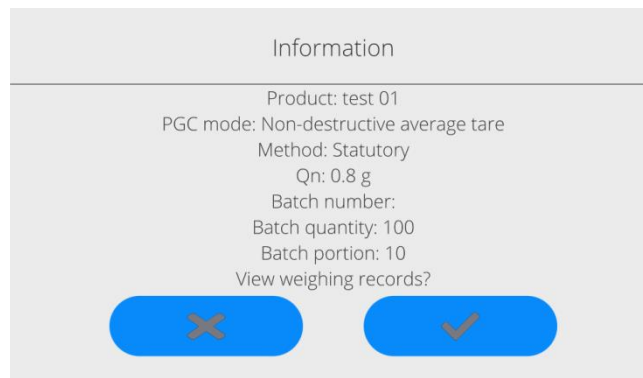 Information
Product: test 01
PGC mode: Non-destructive average tare
Method: Statutory
Qn: 0.8 g
Batch number:
Batch quantity: 100
Batch portion: 10
View weighing records?